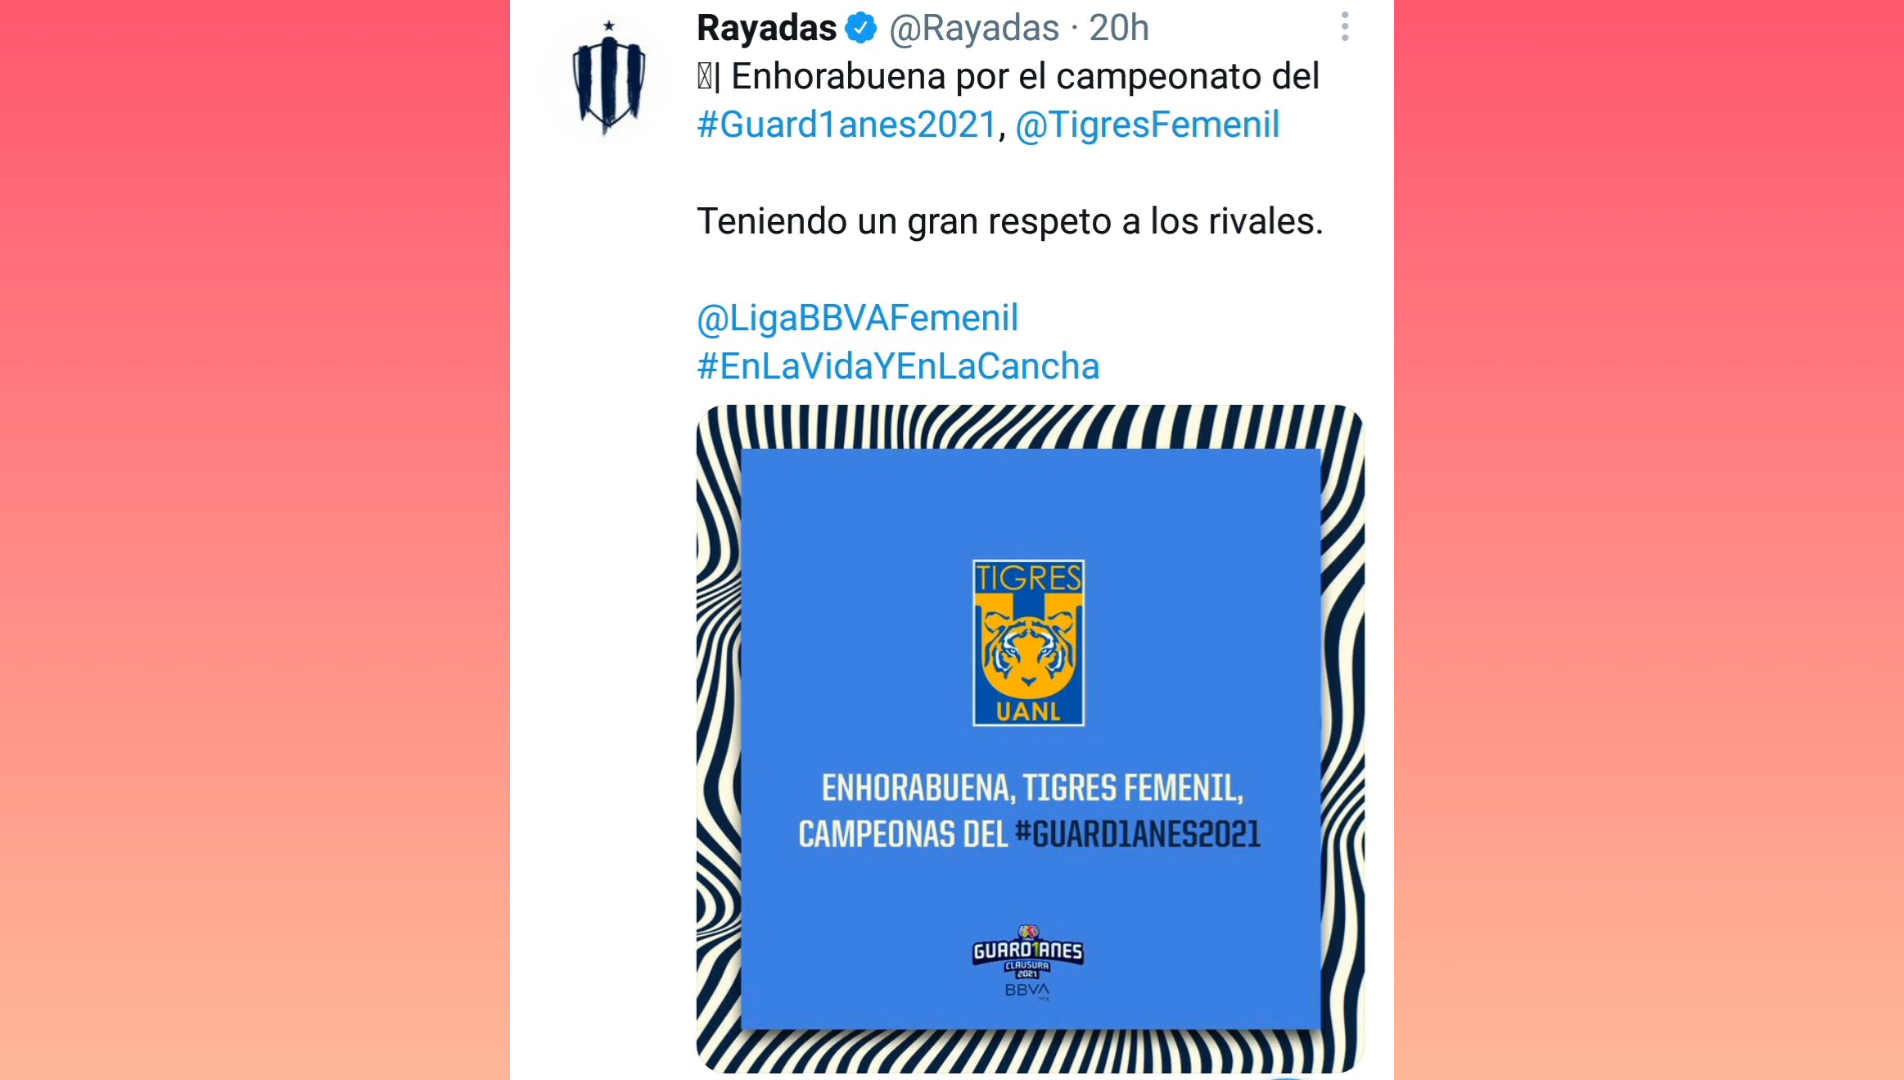 Rayadas @Rayadas · 20h
| Enhorabuena por el campeonato del
#Guard1anes2021, @TigresFemenil
Teniendo un gran respeto a los rivales.
@LigaBBVAFemenil
#EnLaVidaYEnLaCancha
TIGRES
UANL
ENHORABUENA, TIGRES FEMENIL,
CAMPEONAS DEL #GUARD1ANES2021
GUARD1ANES
CLAUSURA
2021
BBVA
MX